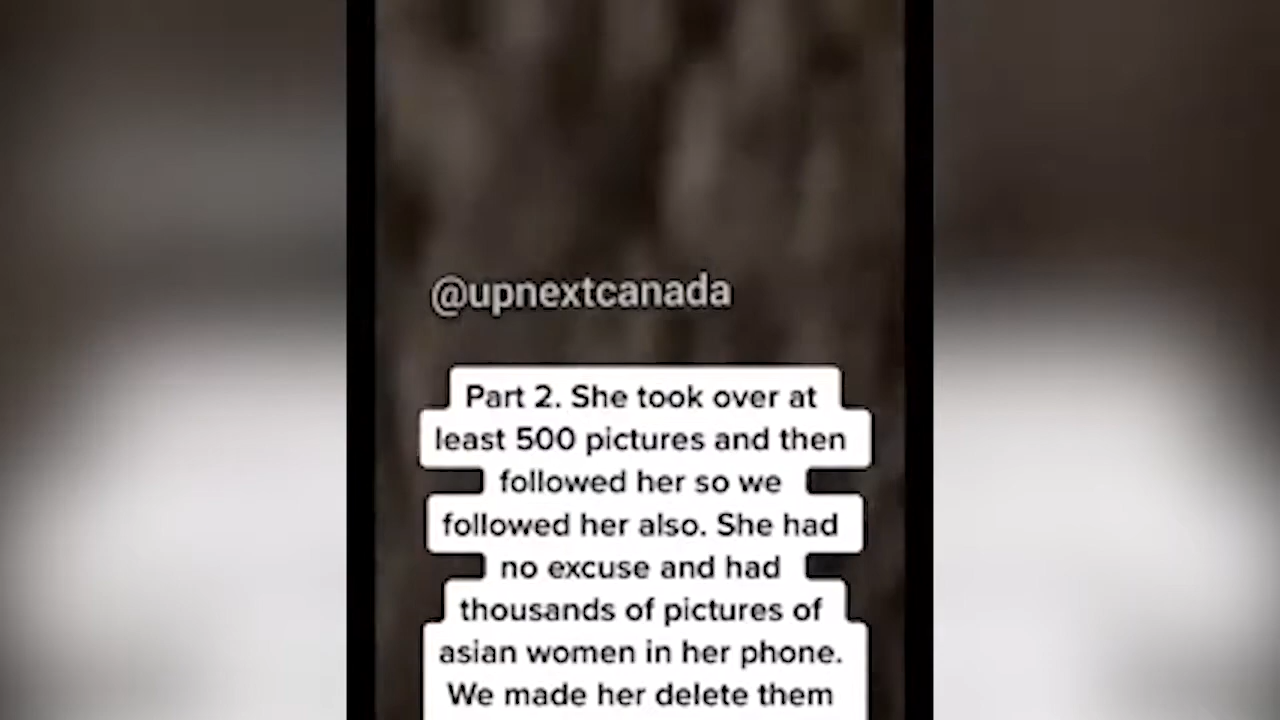 @upnextcanada
Part 2. She took over at
least 500 pictures and then
followed her so we
followed her also. She had
no excuse and had
thousands of pictures of
asian women in her phone.
We made her delete them